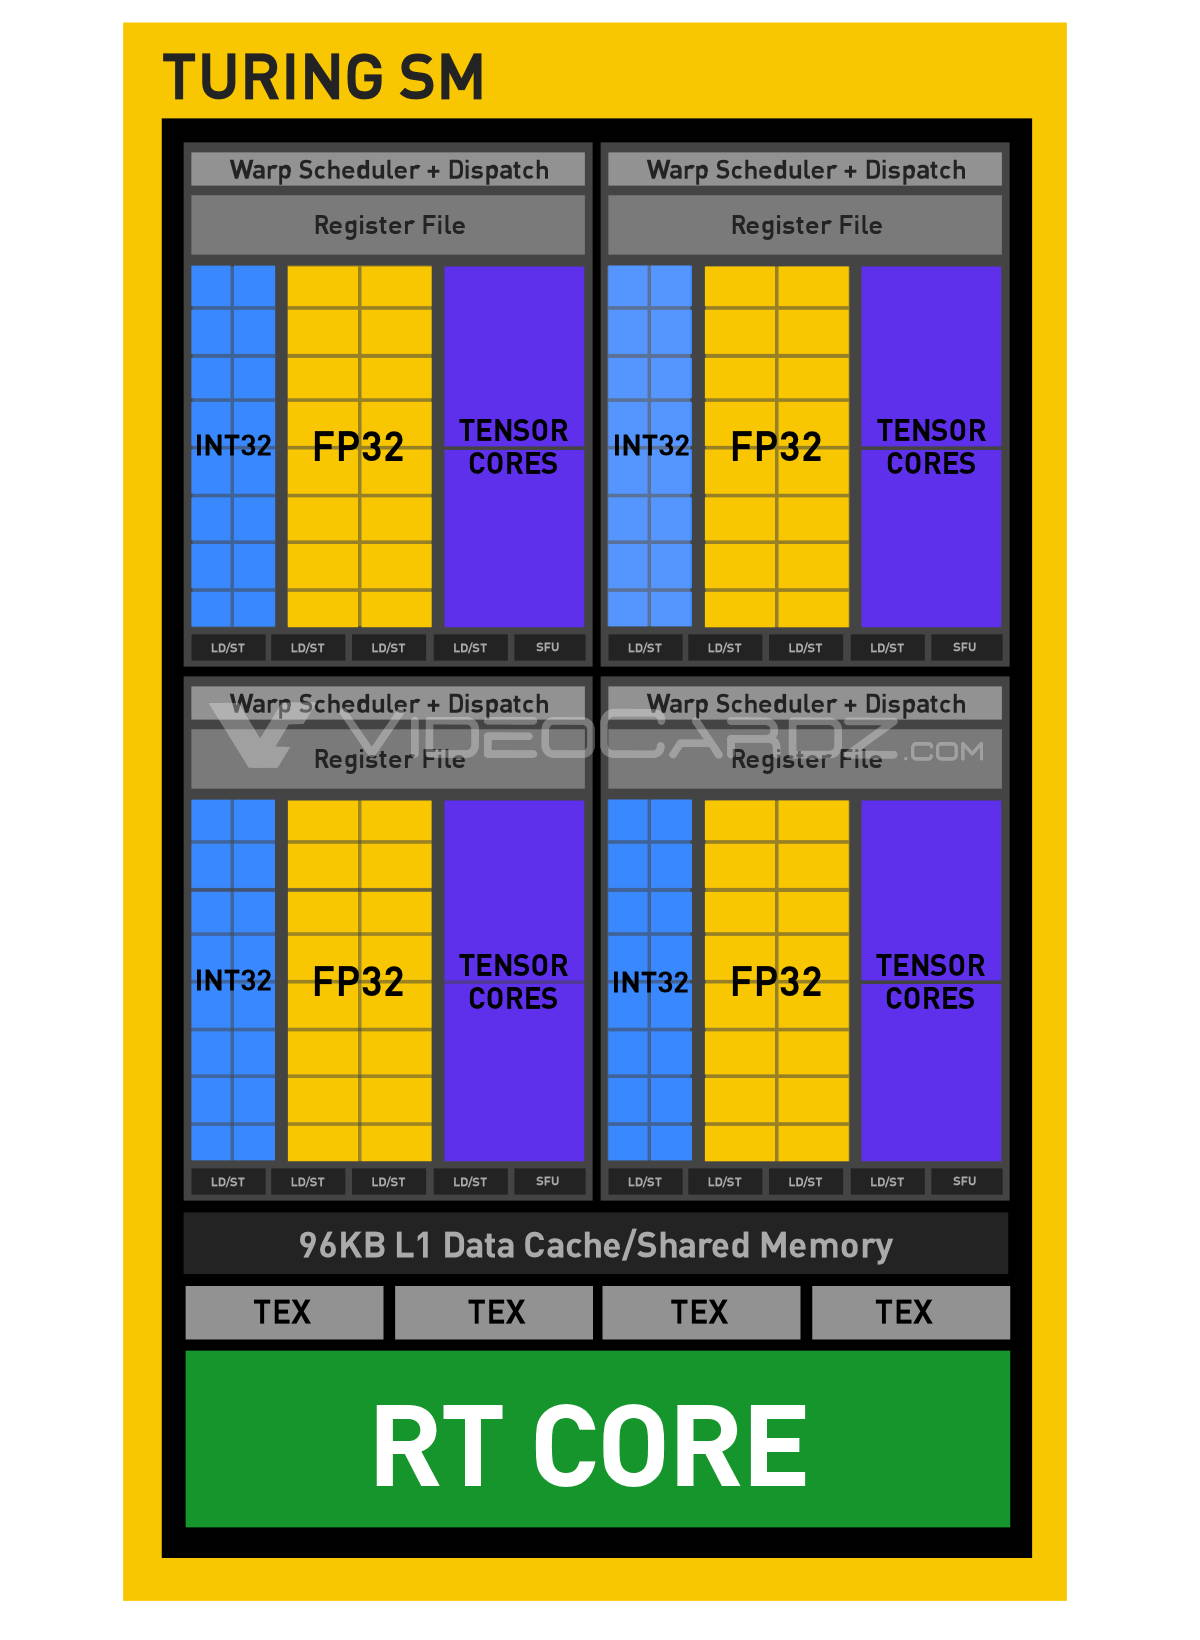 TURING SM
Warp Scheduler + Dispatch
Register File
INT32
FP32
TENSOR
CORES
LD/ST LD/ST LD/ST LD/ST SFU
Warp Scheduler + Dispatch
Register File
INT32
FP32
TENSOR
CORES
LD/ST LD/ST LD/ST LD/ST SFU
Warp Scheduler + Dispatch
Register File
INT32
FP32
TENSOR
CORES
LD/ST LD/ST LD/ST LD/ST SFU
Warp Scheduler + Dispatch
Register File
INT32
FP32
TENSOR
CORES
LD/ST LD/ST LD/ST LD/ST SFU
VIDEOCARDZ.COM
96KB L1 Data Cache/Shared Memory
TEX TEX TEX TEX
RT CORE